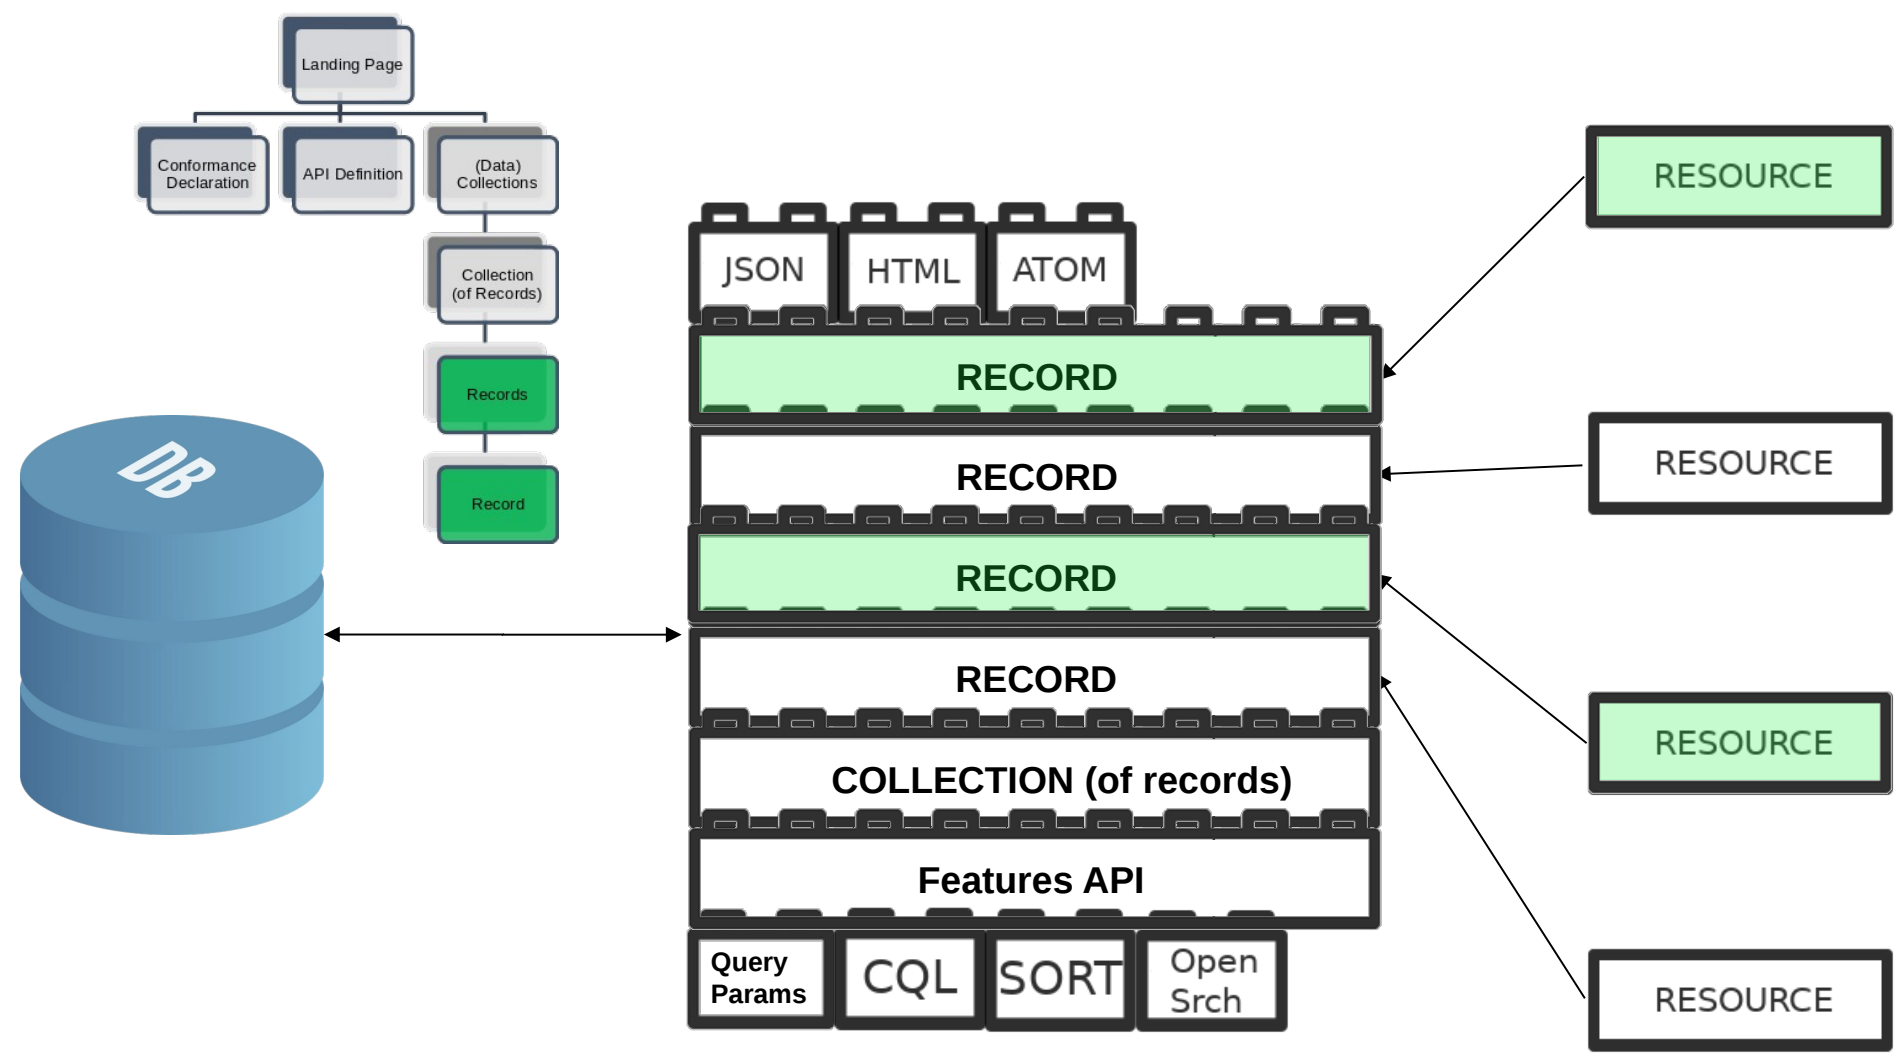 Landing Page
Conformance
Declaration
API Definition
(Data)
Collections
Collection
(of Records)
Records
Record
DB
JSON
HTML
ATOM
RECORD
RECORD
RECORD
RECORD
COLLECTION (of records)
Features API
Query
Params
CQL
SORT
Open
Srch
RESOURCE
RESOURCE
RESOURCE
RESOURCE